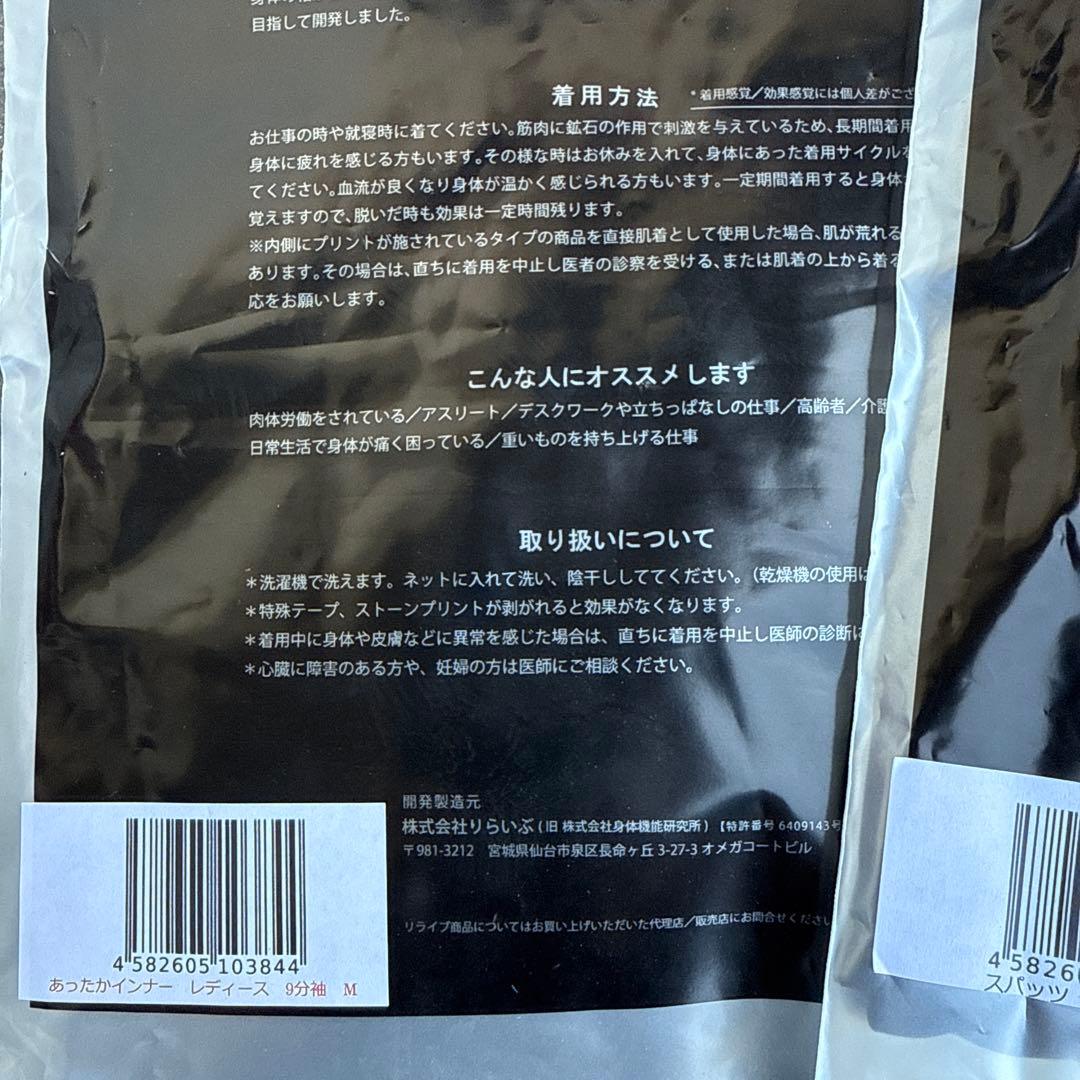 目指して開発しました。
着用方法
*着用感覚/効果感覚には個人差がござ
お仕事の時や就寝時に着てください。筋肉に鉱石の作用で刺激を与えているため、長期間着用
身体に疲れを感じる方もいます。その様な時はお休みを入れて、身体にあった着用サイクルを
てください。血流が良くなり身体が温かく感じられる方もいます。一定期間着用すると身体が
覚えますので、脱いだ時も効果は一定時間残ります。
※内側にプリントが施されているタイプの商品を直接肌着として使用した場合、肌が荒れる
あります。その場合は、直ちに着用を中止し医者の診察を受ける、または肌着の上から着る
応をお願いします。
こんな人にオススメします
肉体労働をされている/アスリート/デスクワークや立ちっぱなしの仕事/高齢者/介護
日常生活で身体が痛く困っている/重いものを持ち上げる仕事
取り扱いについて
*洗濯機で洗えます。ネットに入れて洗い、陰干ししててください。(乾燥機の使用は
*特殊テープ、ストーンプリントが剥がれると効果がなくなります。
*着用中に身体や皮膚などに異常を感じた場合は、直ちに着用を中止し医師の診断に
*心臓に障害のある方や、妊婦の方は医師にご相談ください。
開発製造元
株式会社りらいぶ(旧 株式会社身体機能研究所)【特許番号 6409143号
〒981-3212 宮城県仙台市泉区長命ヶ丘3-27-3 オメガコートビル
リライブ商品についてはお買い上げいただいた代理店/販売店にお問合せください
4 582605 103844
あったかインナー レディース 9分袖 M
4 5826
スパッツ